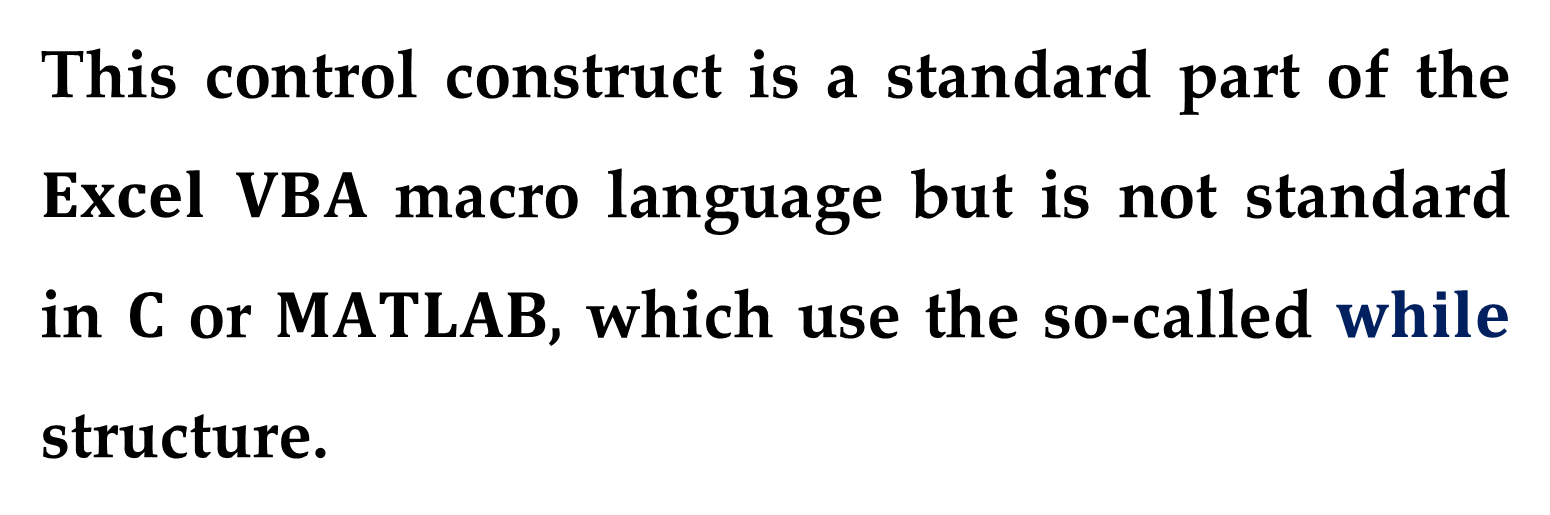 This control construct is a standard part of the
Excel VBA macro language but is not standard
in C or MATLAB, which use the so-called while
structure.